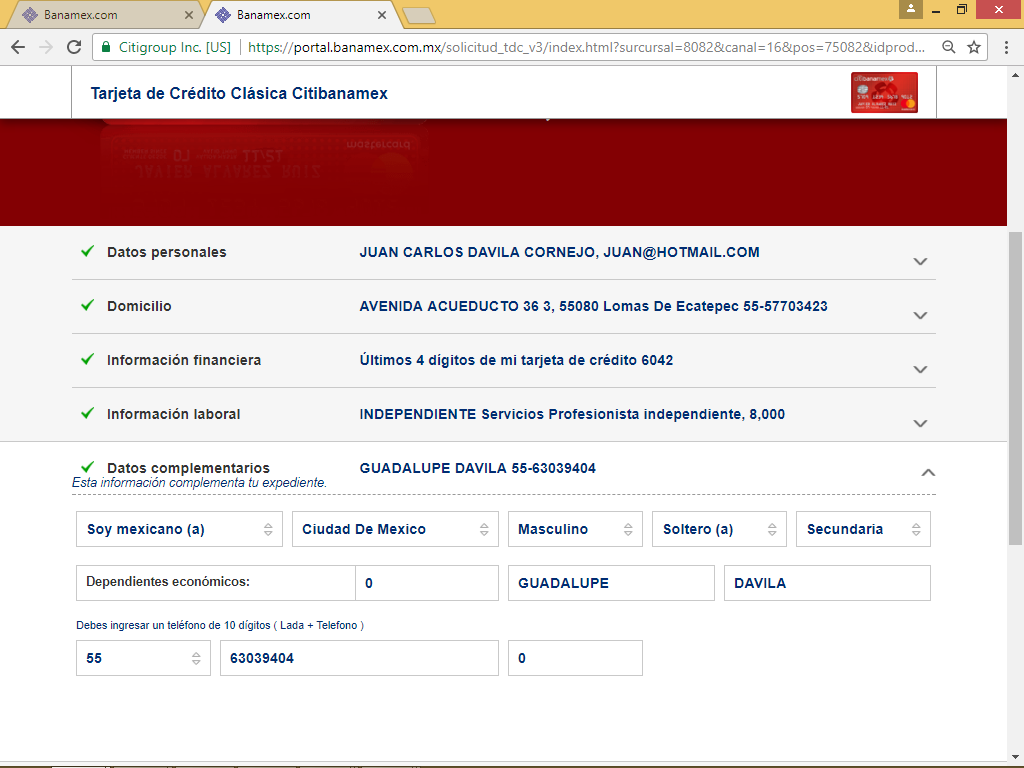 Banamex.com
Banamex.com
Citigroup Inc. [US] https://portal.banamex.com.mx/solicitud_tdc_v3/index.html?surcursal=8082&canal=16&pos=75082&idprod...
Tarjeta de Crédito Clásica Citibanamex
mastercard
JAVIER ALVAREZ RUIZ
Datos personales JUAN CARLOS DAVILA CORNEJO, JUAN@HOTMAIL.COM
Domicilio AVENIDA ACUEDUCTO 36 3, 55080 Lomas De Ecatepec 55-57703423
Información financiera Últimos 4 dígitos de mi tarjeta de crédito 6042
Información laboral INDEPENDIENTE Servicios Profesionista independiente, 8,000
Datos complementarios GUADALUPE DAVILA 55-63039404
Esta información complementa tu expediente.
Soy mexicano (a) Ciudad De Mexico Masculino Soltero (a) Secundaria
Dependientes económicos: 0 GUADALUPE DAVILA
Debes ingresar un teléfono de 10 dígitos ( Lada + Telefono )
55 63039404 0